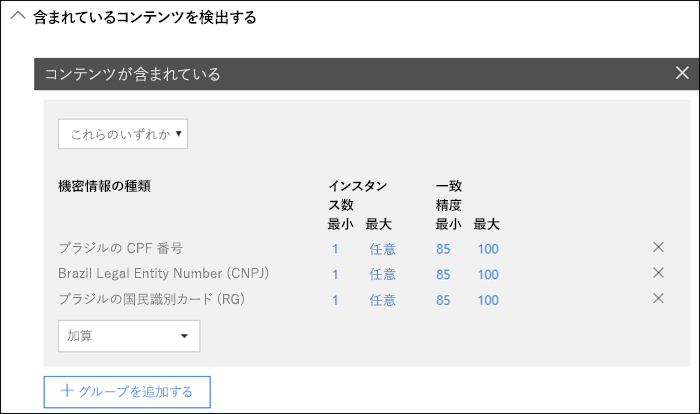 含まれているコンテンツを検出する
コンテンツが含まれている
これらのいずれか
機密情報の種類 インスタン 一致
ス数 精度
最小 最大 最小 最大
ブラジルの CPF 番号 1 任意 85 100
Brazil Legal Entity Number (CNPJ) 1 任意 85 100
ブラジルの国民識別カード (RG) 1 任意 85 100
加算
+ グループを追加する